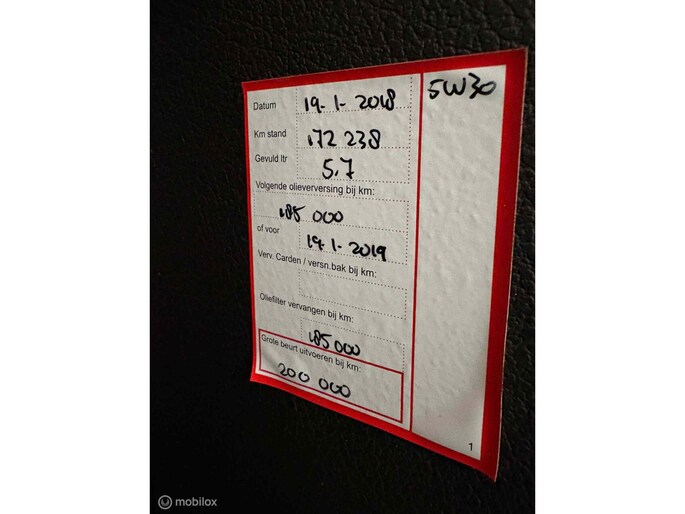 5W30
Datum 19-1-2018
Km stand 172 238
Gevuld ltr 5,7
Volgende olieverversing bij km:
185 000
of voor 19-1-2019
Verv. Carden / versn.bak bij km:
Oliefilter vervangen bij km:
185000
Grote beurt uitvoeren bij km:
200 000
1
mobilox